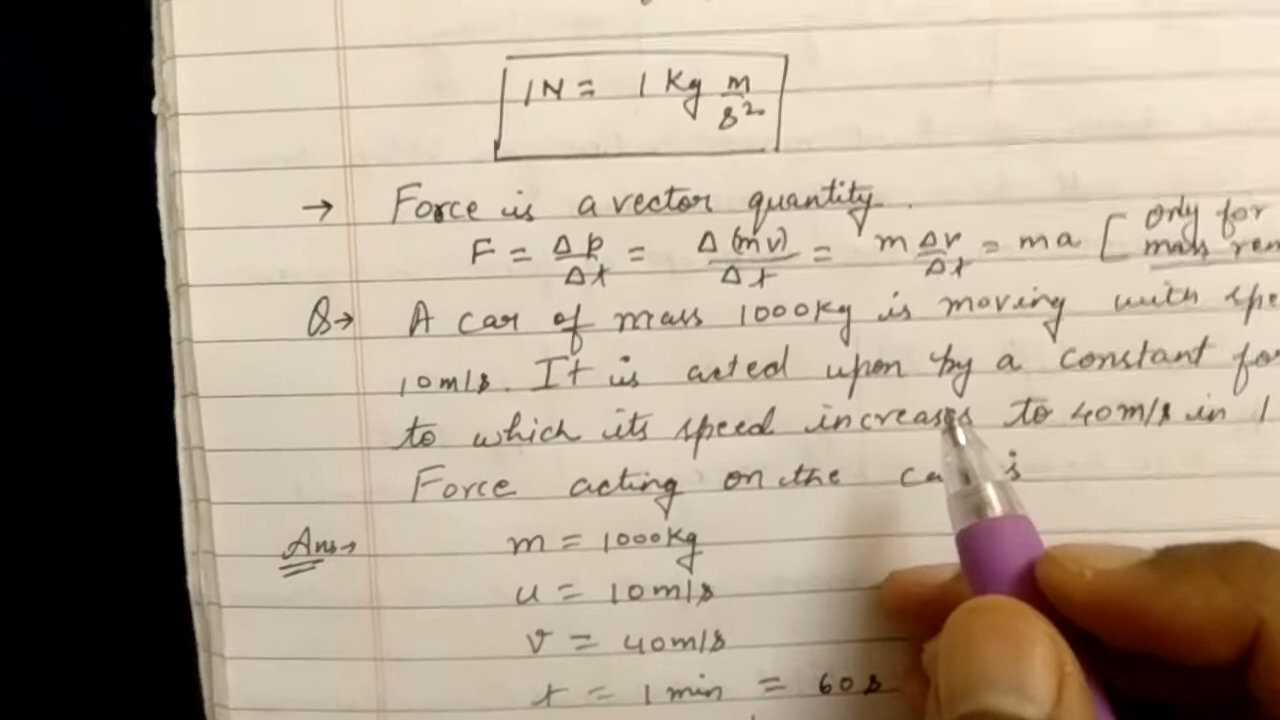 1N = 1 Kg m/s²
→ Force is a vector quantity.
F = Δp/Δt = Δ(mv)/Δt = m Δv/Δt = ma [only for
mass
Q→ A car of mass 1000kg is moving with
10m/s. It is acted upon by a constant
to which its speed increases to 40m/s in 1
Force acting on the is
Ans→ m = 1000kg
u = 10m/s
v = 40m/s
t = 1 min = 60s